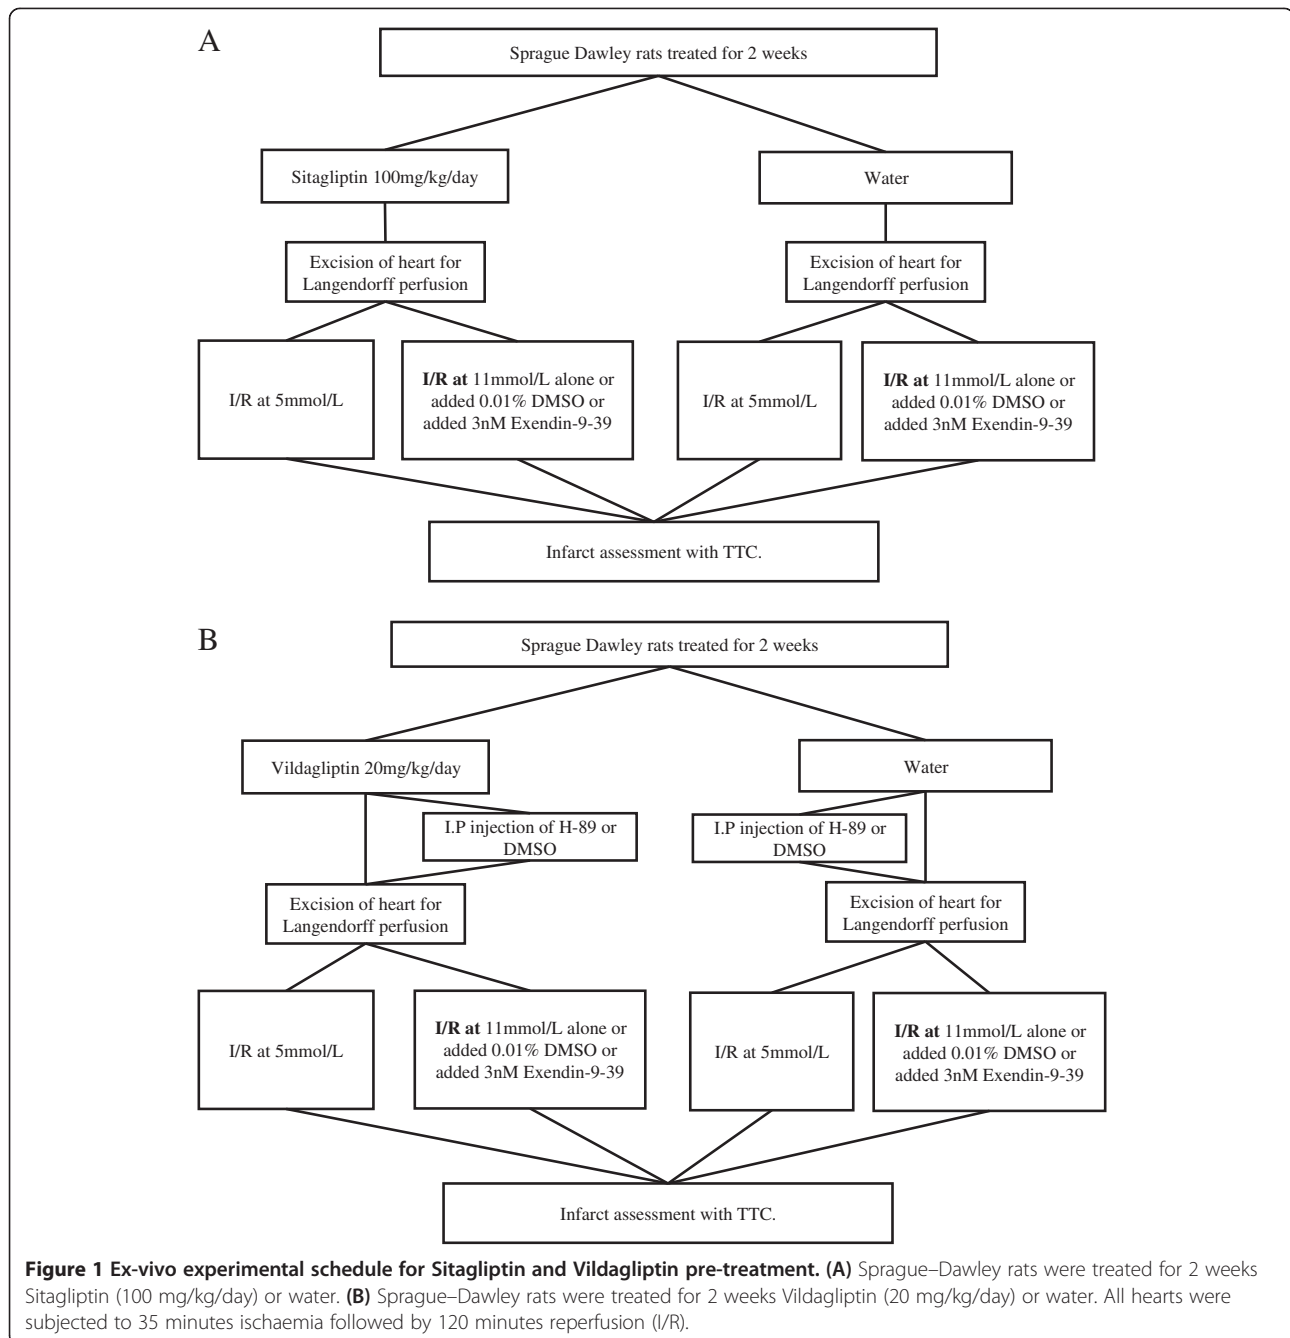 A
Sprague Dawley rats treated for 2 weeks
Sitagliptin 100mg/kg/day
Water
Excision of heart for
Langendorff perfusion
Excision of heart for
Langendorff perfusion
I/R at 5mmol/L
I/R at 11mmol/L alone or
added 0.01% DMSO or
added 3nM Exendin-9-39
I/R at 5mmol/L
I/R at 11mmol/L alone or
added 0.01% DMSO or
added 3nM Exendin-9-39
Infarct assessment with TTC.
B
Sprague Dawley rats treated for 2 weeks
Vildagliptin 20mg/kg/day
Water
I.P injection of H-89 or
DMSO
I.P injection of H-89 or
DMSO
Excision of heart for
Langendorff perfusion
Excision of heart for
Langendorff perfusion
I/R at 5mmol/L
I/R at 11mmol/L alone or
added 0.01% DMSO or
added 3nM Exendin-9-39
I/R at 5mmol/L
I/R at 11mmol/L alone or
added 0.01% DMSO or
added 3nM Exendin-9-39
Infarct assessment with TTC.
Figure 1 Ex-vivo experimental schedule for Sitagliptin and Vildagliptin pre-treatment. (A) Sprague–Dawley rats were treated for 2 weeks
Sitagliptin (100 mg/kg/day) or water. (B) Sprague–Dawley rats were treated for 2 weeks Vildagliptin (20 mg/kg/day) or water. All hearts were
subjected to 35 minutes ischaemia followed by 120 minutes reperfusion (I/R).